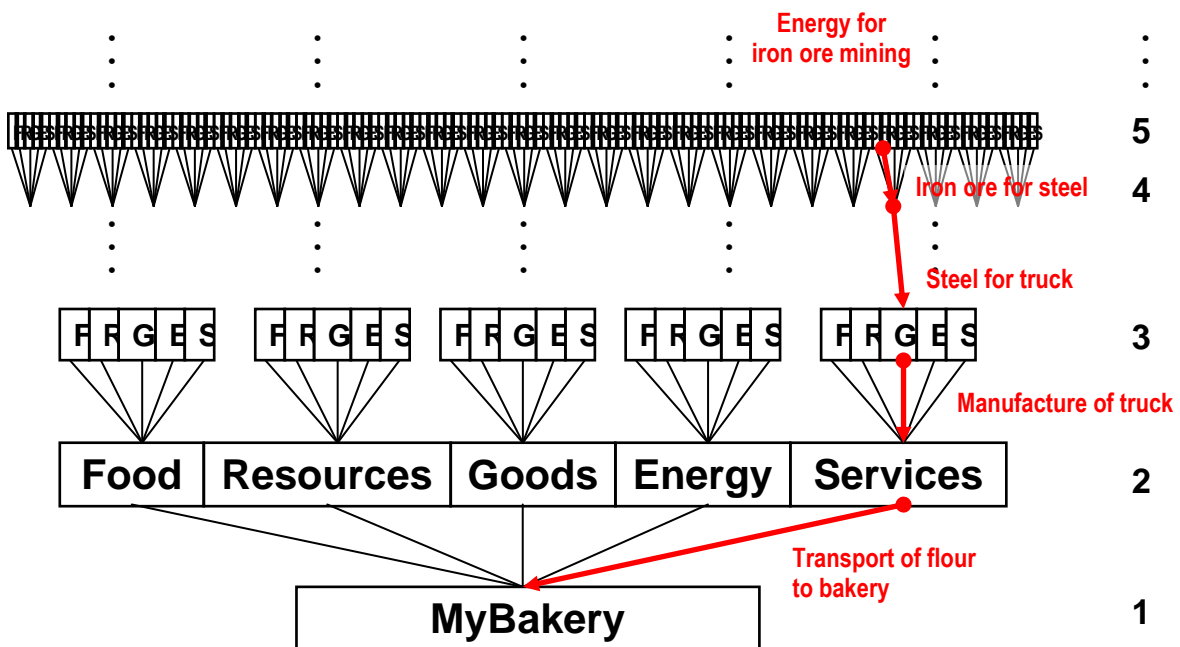 Energy for
iron ore mining
5
Iron ore for steel
4
Steel for truck
F R G E S F R G E S F R G E S F R G E S F R G E S
3
Manufacture of truck
Food Resources Goods Energy Services
2
Transport of flour
to bakery
MyBakery
1